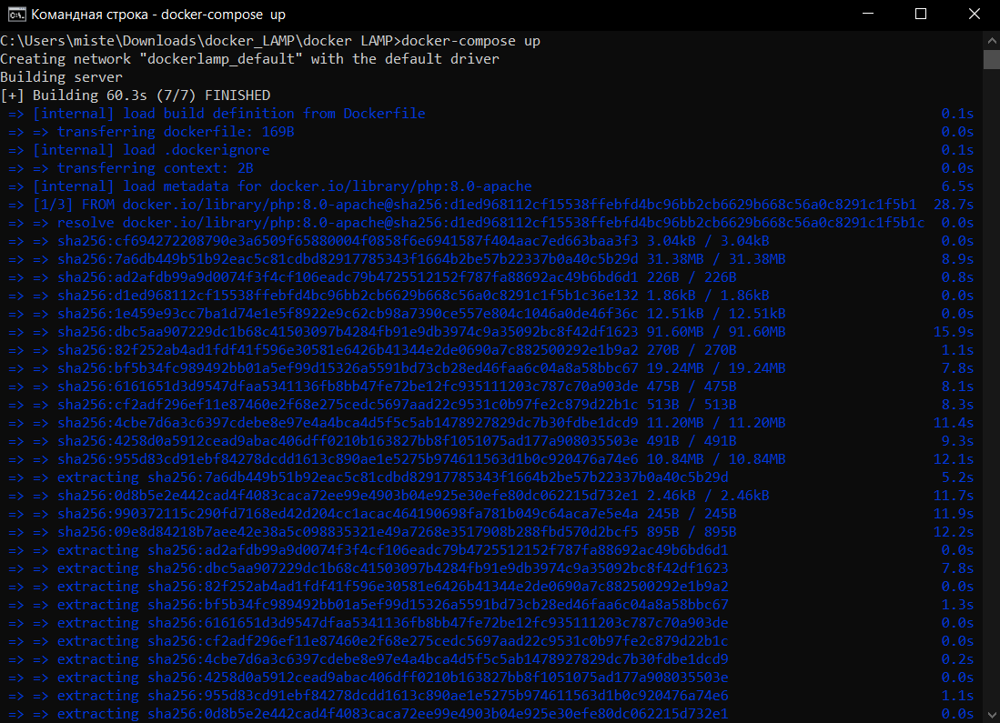 Командная строка - docker-compose up
C:\Users\miste\Downloads\docker_LAMP\docker LAMP>docker-compose up
Creating network "dockerlamp_default" with the default driver
Building server
[+] Building 60.3s (7/7) FINISHED
=> [internal] load build definition from Dockerfile 0.1s
=> => transferring dockerfile: 169B 0.0s
=> [internal] load .dockerignore 0.1s
=> => transferring context: 2B 0.0s
=> [internal] load metadata for docker.io/library/php:8.0-apache 6.5s
=> [1/3] FROM docker.io/library/php:8.0-apache@sha256:d1ed968112cf15538ffebfd4bc96bb2cb6629b668c56a0c8291c1f5b1 28.7s
=> => resolve docker.io/library/php:8.0-apache@sha256:d1ed968112cf15538ffebfd4bc96bb2cb6629b668c56a0c8291c1f5b1c 0.0s
=> => sha256:cf694272208790e3a6509f65880004f0858f6e6941587f404aac7ed663baa3f3 3.04kB / 3.04kB 0.0s
=> => sha256:7a6db449b51b92eac5c81cdbd82917785343f1664b2be57b22337b0a40c5b29d 31.38MB / 31.38MB 8.9s
=> => sha256:ad2afdb99a9d0074f3f4cf106eadc79b4725512152f787fa88692ac49b6bd6d1 226B / 226B 0.8s
=> => sha256:d1ed968112cf15538ffebfd4bc96bb2cb6629b668c56a0c8291c1f5b1c36e132 1.86kB / 1.86kB 0.0s
=> => sha256:1e459e93cc7ba1d74e1e5f8922e9c62cb98a7390ce557e804c1046a0de46f36c 12.51kB / 12.51kB 0.0s
=> => sha256:dbc5aa907229dc1b68c41503097b4284fb91e9db3974c9a35092bc8f42df1623 91.60MB / 91.60MB 15.9s
=> => sha256:82f252ab4ad1fdf41f596e30581e6426b41344e2de0690a7c882500292e1b9a2 270B / 270B 1.1s
=> => sha256:bf5b34fc989492bb01a5ef99d15326a5591bd73cb28ed46faa6c04a8a58bbc67 19.24MB / 19.24MB 7.8s
=> => sha256:6161651d3d9547dfaa5341136fb8bb47fe72be12fc935111203c787c70a903de 475B / 475B 8.1s
=> => sha256:cf2adf296ef11e87460e2f68e275cedc5697aad22c9531c0b97fe2c879d22b1c 513B / 513B 8.3s
=> => sha256:4cbe7d6a3c6397cdebe8e97e4a4bca4d5f5c5ab1478927829dc7b30fdbe1dcd9 11.20MB / 11.20MB 11.4s
=> => sha256:4258d0a5912cead9abac406dff0210b163827bb8f1051075ad177a908035503e 491B / 491B 9.3s
=> => sha256:955d83cd91ebf84278dcdd1613c890ae1e5275b974611563d1b0c920476a74e6 10.84MB / 10.84MB 12.1s
=> => extracting sha256:7a6db449b51b92eac5c81cdbd82917785343f1664b2be57b22337b0a40c5b29d 5.2s
=> => sha256:0d8b5e2e442cad4f4083caca72ee99e4903b04e925e30efe80dc062215d732e1 2.46kB / 2.46kB 11.7s
=> => sha256:990372115c290fd7168ed42d204cc1acac464190698fa781b049c64aca7e5e4a 245B / 245B 11.9s
=> => sha256:09e8d84218b7aee42e38a5c098835321e49a7268e3517908b288fbd570d2bcf5 895B / 895B 12.2s
=> => extracting sha256:ad2afdb99a9d0074f3f4cf106eadc79b4725512152f787fa88692ac49b6bd6d1 0.0s
=> => extracting sha256:dbc5aa907229dc1b68c41503097b4284fb91e9db3974c9a35092bc8f42df1623 7.8s
=> => extracting sha256:82f252ab4ad1fdf41f596e30581e6426b41344e2de0690a7c882500292e1b9a2 0.0s
=> => extracting sha256:bf5b34fc989492bb01a5ef99d15326a5591bd73cb28ed46faa6c04a8a58bbc67 1.3s
=> => extracting sha256:6161651d3d9547dfaa5341136fb8bb47fe72be12fc935111203c787c70a903de 0.0s
=> => extracting sha256:cf2adf296ef11e87460e2f68e275cedc5697aad22c9531c0b97fe2c879d22b1c 0.0s
=> => extracting sha256:4cbe7d6a3c6397cdebe8e97e4a4bca4d5f5c5ab1478927829dc7b30fdbe1dcd9 0.2s
=> => extracting sha256:4258d0a5912cead9abac406dff0210b163827bb8f1051075ad177a908035503e 0.0s
=> => extracting sha256:955d83cd91ebf84278dcdd1613c890ae1e5275b974611563d1b0c920476a74e6 1.1s
=> => extracting sha256:0d8b5e2e442cad4f4083caca72ee99e4903b04e925e30efe80dc062215d732e1 0.0s